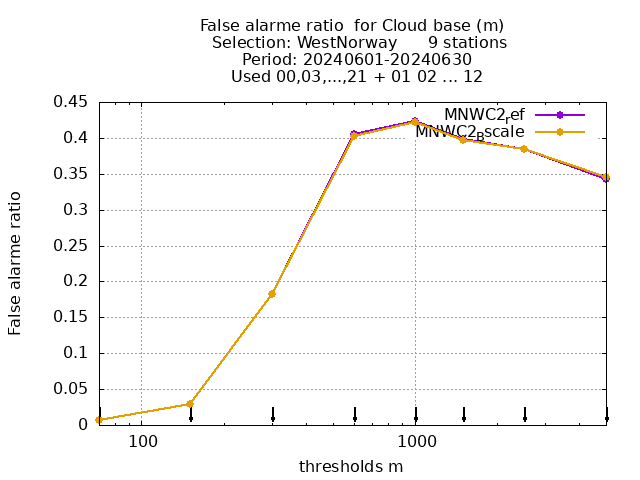 False alarme ratio  for Cloud base (m)
Selection: WestNorway      9 stations
Period: 20240601-20240630
Used 00,03,...,21 + 01 02 ... 12
MNWC2ref
MNWC2Bscale
0.45
0.4
0.35
0.3
0.25
0.2
0.15
0.1
0.05
0
False alarme ratio
100
1000
thresholds m